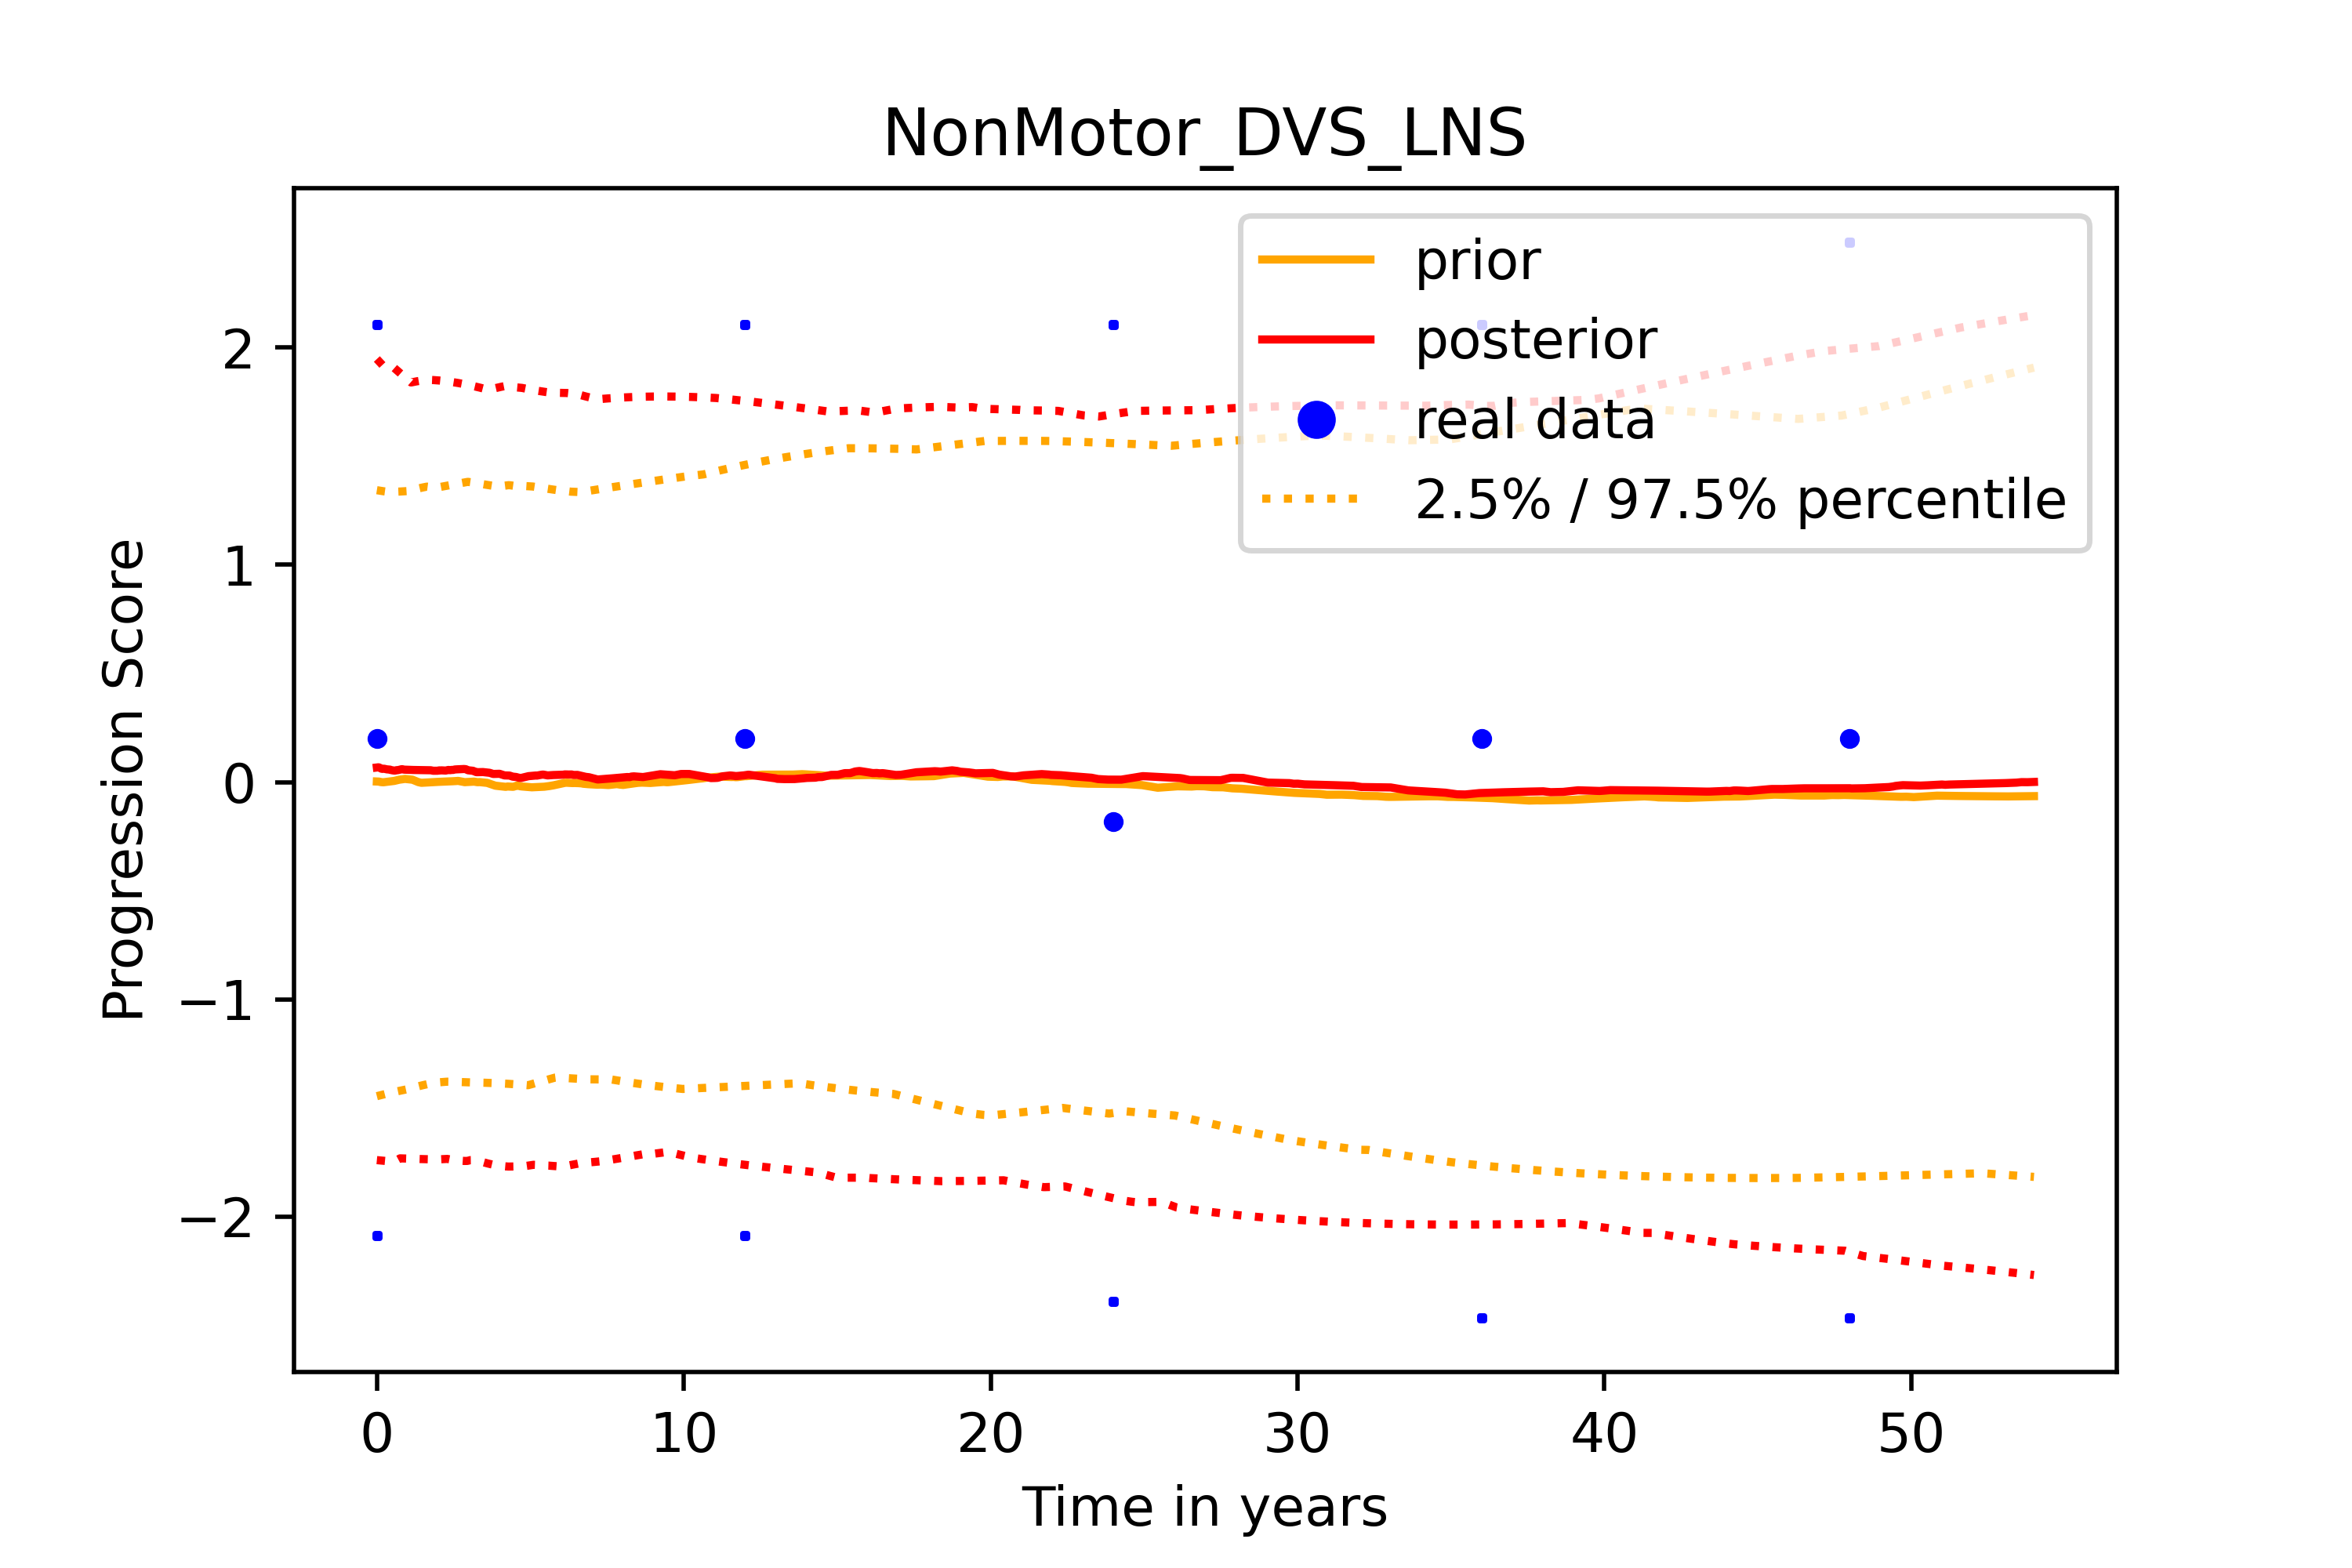 NonMotor_DVS_LNS
prior
posterior
real data
2.5% / 97.5% percentile
Progression Score
2
1
0
−1
−2
0 10 20 30 40 50
Time in years